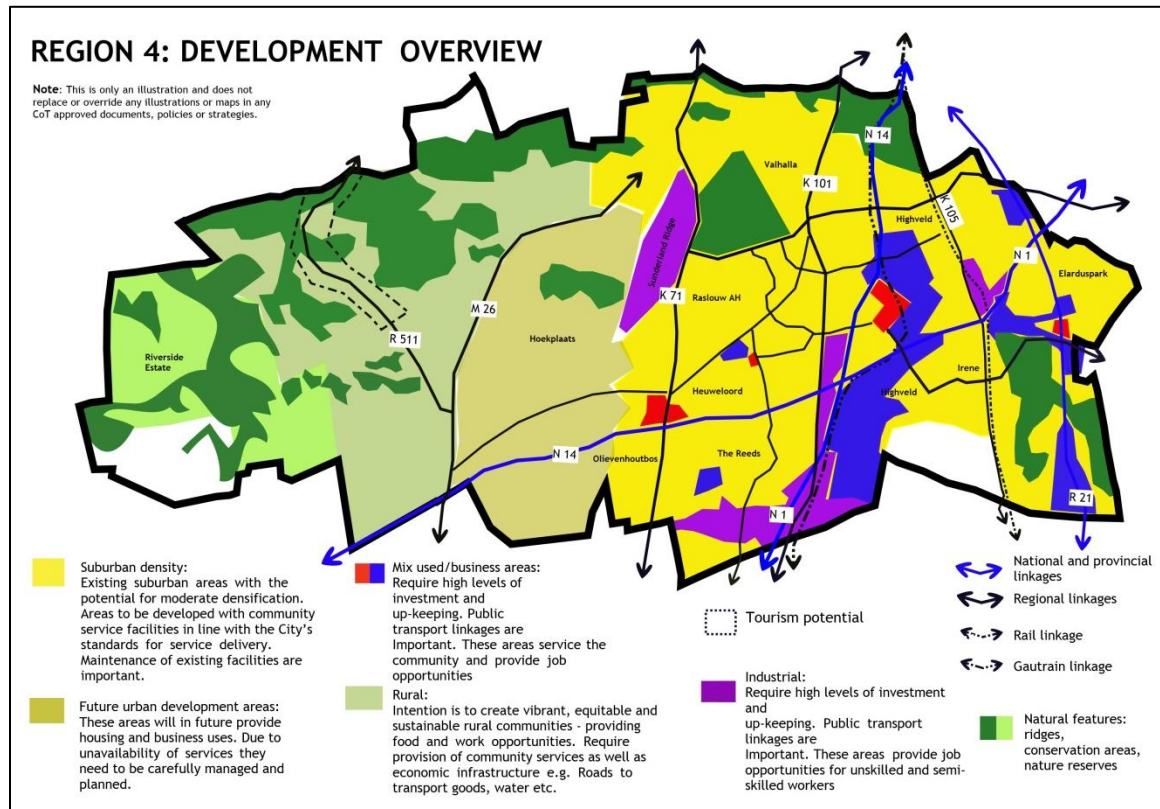 REGION 4: DEVELOPMENT OVERVIEW
Note: This is only an illustration and does not
replace or override any illustrations or maps in any
CoT approved documents, policies or strategies.
N 14
Valhalla
K 101
Highveld
K 105
Sunderland Ridge
N 1
Elarduspark
K 71
Raslouw AH
M 26
R 511
Hoekplaats
Riverside
Estate
Irene
Heuweloord
Highveld
N 14
Olievenhoutbos
The Reeds
R 21
N 1
Suburban density:
Existing suburban areas with the
potential for moderate densification.
Areas to be developed with community
service facilities in line with the City's
standards for service delivery.
Maintenance of existing facilities are
important.
Future urban development areas:
These areas will in future provide
housing and business uses. Due to
unavailability of services they
need to be carefully managed and
planned.
Mix used/business areas:
Require high levels of
investment and
up-keeping. Public
transport linkages are
Important. These areas service the
community and provide job
opportunities
Rural:
Intention is to create vibrant, equitable and
sustainable rural communities - providing
food and work opportunities. Require
provision of community services as well as
economic infrastructure e.g. Roads to
transport goods, water etc.
Tourism potential
Industrial:
Require high levels of investment
and
up-keeping. Public transport
linkages are
Important. These areas provide job
opportunities for unskilled and semi-
skilled workers
National and provincial
linkages
Regional linkages
Rail linkage
Gautrain linkage
Natural features:
ridges,
conservation areas,
nature reserves